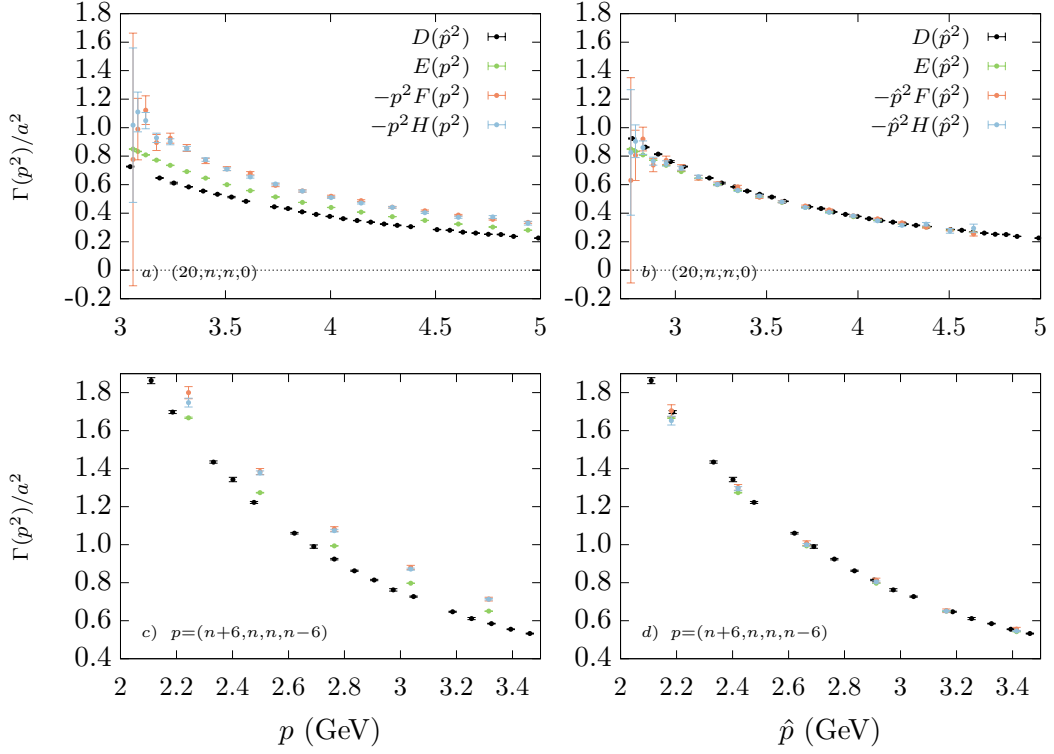 Γ(p²)/a²
1.8
1.6
1.4
1.2
1.0
0.8
0.6
0.4
0.2
0
-0.2
D(p̂²)
E(p²)
−p²F(p²)
−p²H(p²)
a) (20,n,n,0)
3 3.5 4 4.5 5
D(p̂²)
E(p̂²)
−p̂²F(p̂²)
−p̂²H(p̂²)
1.8
1.6
1.4
1.2
1.0
0.8
0.6
0.4
0.2
0
-0.2
b) (20,n,n,0)
3 3.5 4 4.5 5
Γ(p²)/a²
1.8
1.6
1.4
1.2
1.0
0.8
0.6
0.4
c) p=(n+6,n,n,n−6)
2 2.2 2.4 2.6 2.8 3 3.2 3.4
p (GeV)
1.8
1.6
1.4
1.2
1.0
0.8
0.6
0.4
d) p=(n+6,n,n,n−6)
2 2.2 2.4 2.6 2.8 3 3.2 3.4
p̂ (GeV)